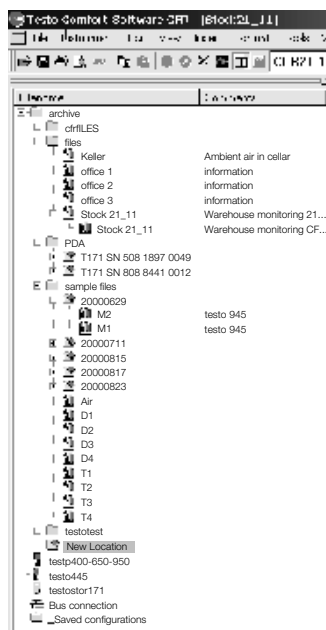 Testo Comfort Software CFR - [Stock:21_11]
archive
cfrfILES
files
Keller Ambient air in cellar
office 1 information
office 2 information
office 3 information
Stock 21_11 Warehouse monitoring 21...
Stock 21_11 Warehouse monitoring CF...
PDA
T171 SN 508 1897 0049
T171 SN 808 8441 0012
sample files
20000629
M2 testo 945
M1 testo 945
20000711
20000815
20000817
20000823
Air
D1
D2
D3
D4
T1
T2
T3
T4
testotest
New Location
testp400-650-950
testo445
testostor171
Bus connection
_Saved configurations